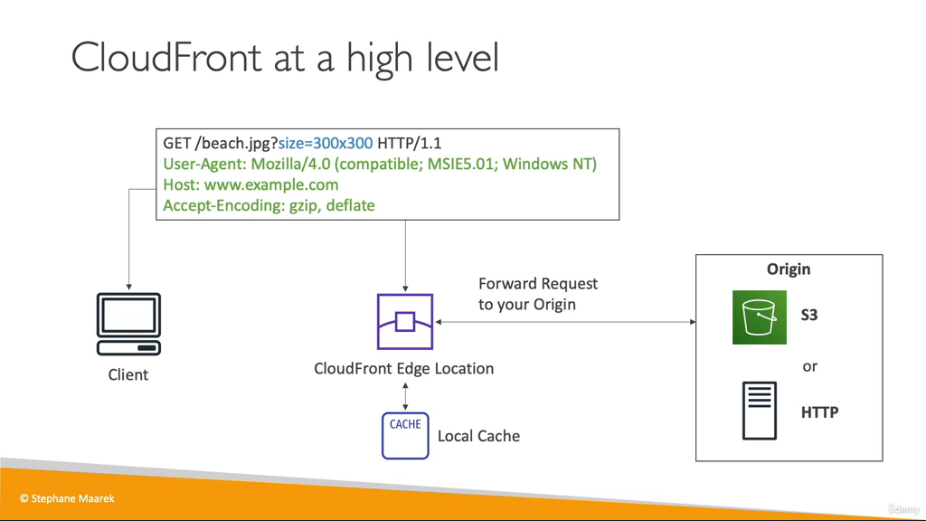 CloudFront at a high level
GET /beach.jpg?size=300x300 HTTP/1.1
User-Agent: Mozilla/4.0 (compatible; MSIE5.01; Windows NT)
Host: www.example.com
Accept-Encoding: gzip, deflate
Client
CloudFront Edge Location
Forward Request
to your Origin
CACHE
Local Cache
Origin
S3
or
HTTP
© Stephane Maarek
Udemy